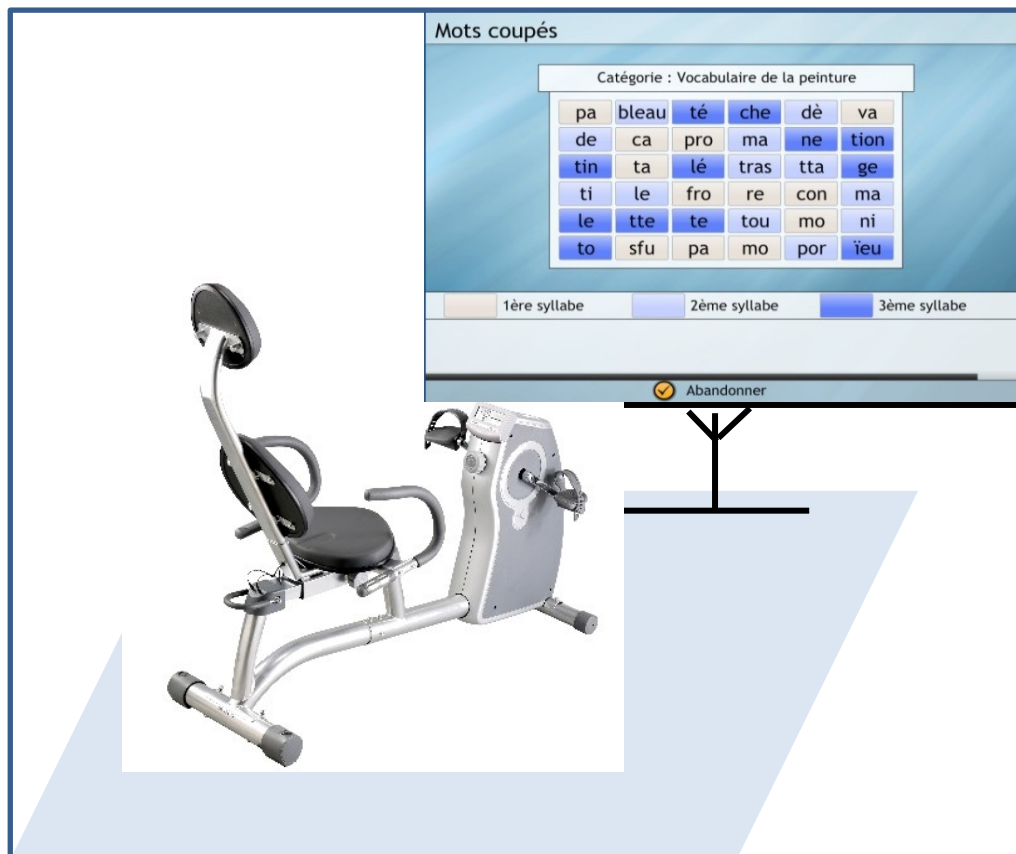 Mots coupés
Catégorie : Vocabulaire de la peinture
pa bleau té che dè va
de ca pro ma ne tion
tin ta lé tras tta ge
ti le fro re con ma
le tte te tou mo ni
to sfu pa mo por ïeu
1ère syllabe 2ème syllabe 3ème syllabe
Abandonner